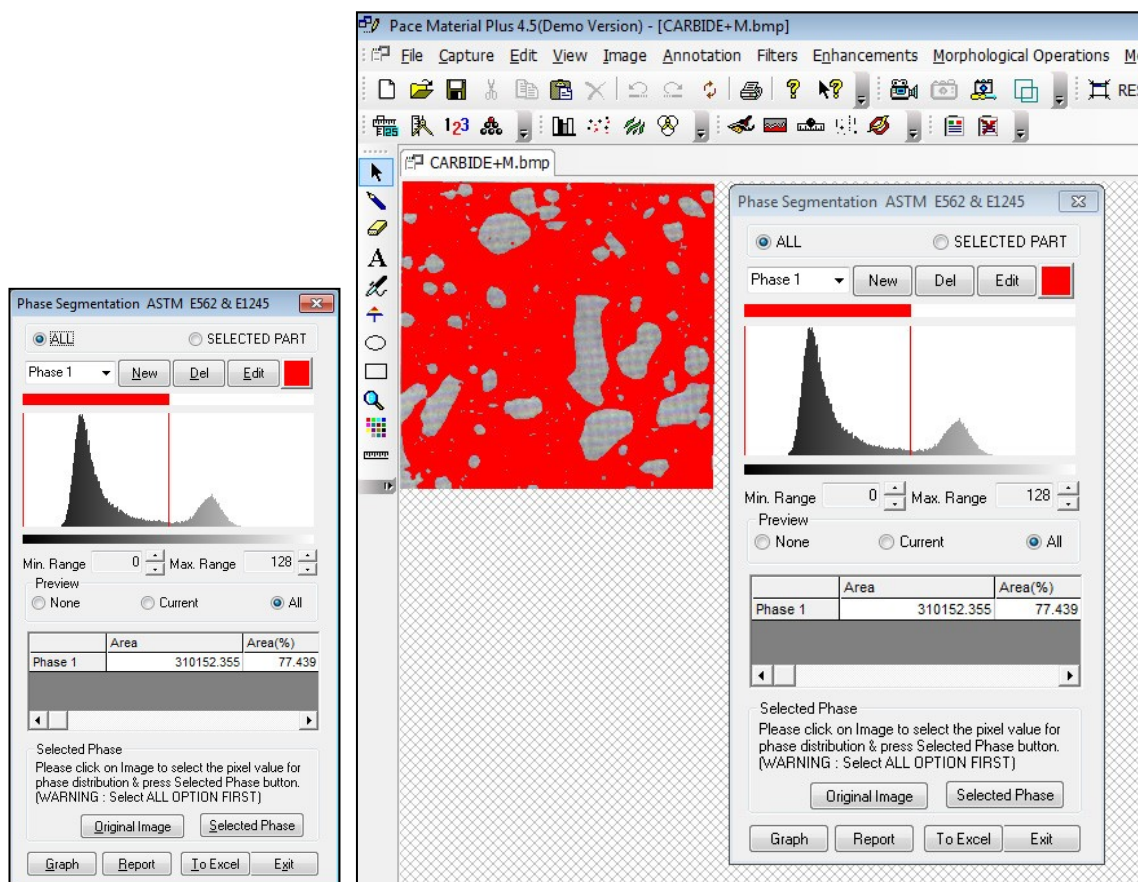 Phase Segmentation ASTM E562 & E1245
ALL SELECTED PART
Phase 1 New Del Edit
Min. Range 0 Max. Range 128
Preview
None Current All
Area Area(%)
Phase 1 310152.355 77.439
Selected Phase
Please click on Image to select the pixel value for
phase distribution & press Selected Phase button.
(WARNING : Select ALL OPTION FIRST)
Original Image Selected Phase
Graph Report To Excel Exit
Pace Material Plus 4.5(Demo Version) - [CARBIDE+M.bmp]
File Capture Edit View Image Annotation Filters Enhancements Morphological Operations
RES
123
CARBIDE+M.bmp
A
Phase Segmentation ASTM E562 & E1245
ALL SELECTED PART
Phase 1 New Del Edit
Min. Range 0 Max. Range 128
Preview
None Current All
Area Area(%)
Phase 1 310152.355 77.439
Selected Phase
Please click on Image to select the pixel value for
phase distribution & press Selected Phase button.
(WARNING : Select ALL OPTION FIRST)
Original Image Selected Phase
Graph Report To Excel Exit